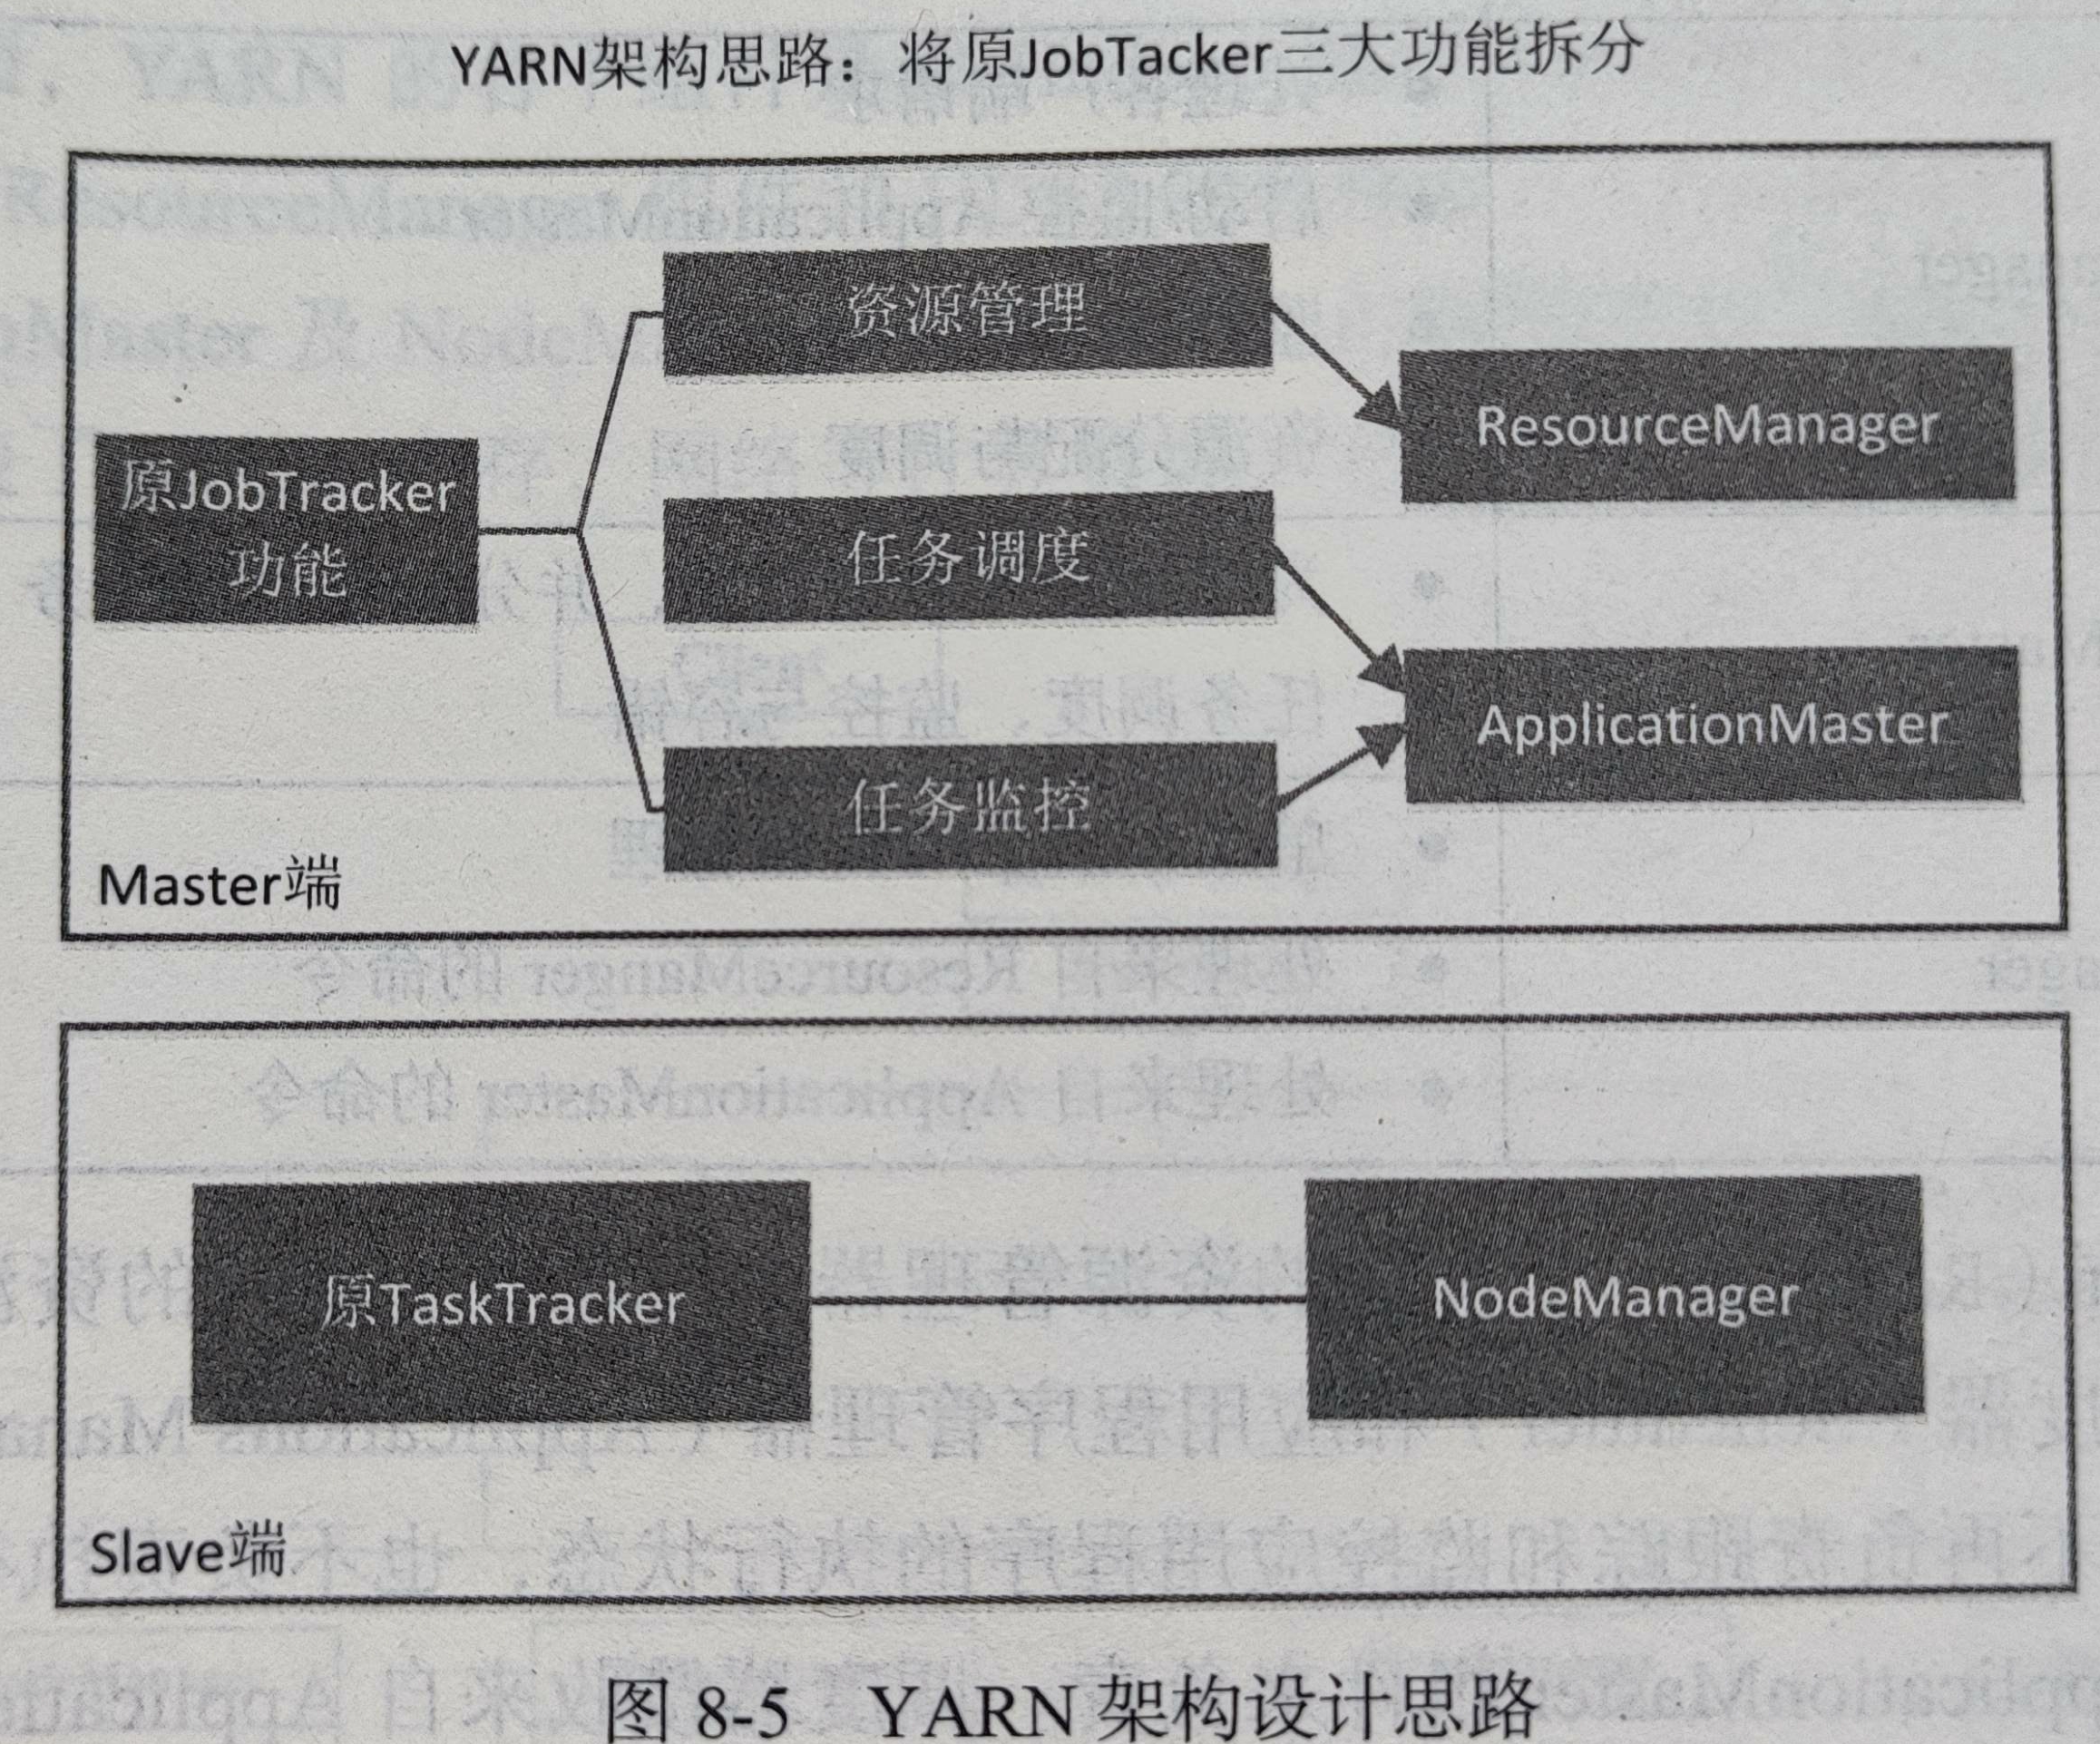 YARN架构思路：将原JobTacker三大功能拆分
资源管理
ResourceManager
原JobTracker
功能
任务调度
ApplicationMaster
任务监控
Master端
原TaskTracker
NodeManager
Slave端
图 8-5 YARN 架构设计思路